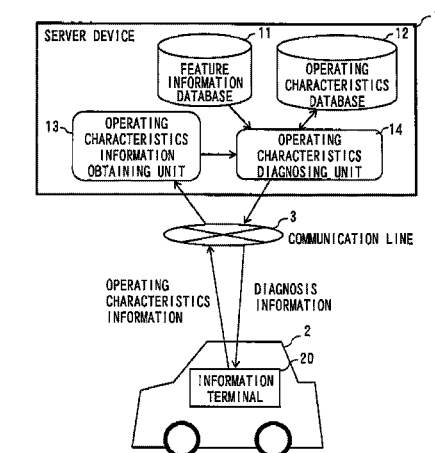 SERVER DEVICE
11
12
FEATURE
INFORMATION
DATABASE
OPERATING
CHARACTERISTICS
DATABASE
13
OPERATING
CHARACTERISTICS
INFORMATION
OBTAINING UNIT
14
OPERATING
CHARACTERISTICS
DIAGNOSING UNIT
3
COMMUNICATION LINE
OPERATING
CHARACTERISTICS
INFORMATION
DIAGNOSIS
INFORMATION
2
20
INFORMATION
TERMINAL